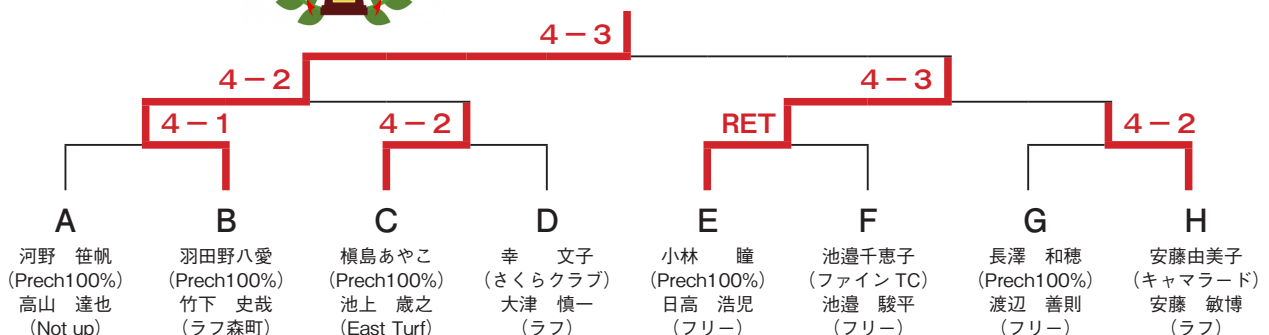 4－3
4－2
4－3
4－1
4－2
RET
4－2
A B C D E F G H
河野　笹帆 羽田野八愛 槇島あやこ 幸　　文子 小林　　瞳 池邉千恵子 長澤　和穂 安藤由美子
(Prech100%) (Prech100%) (Prech100%) (さくらクラブ) (Prech100%) (ファインTC) (Prech100%) (キャマラード)
高山　達也 竹下　史哉 池上　歳之 大津　慎一 日高　浩児 池邉　駿平 渡辺　善則 安藤　敏博
(Not up) (ラフ森町) (East Turf) (ラフ) (フリー) (フリー) (フリー) (ラフ)